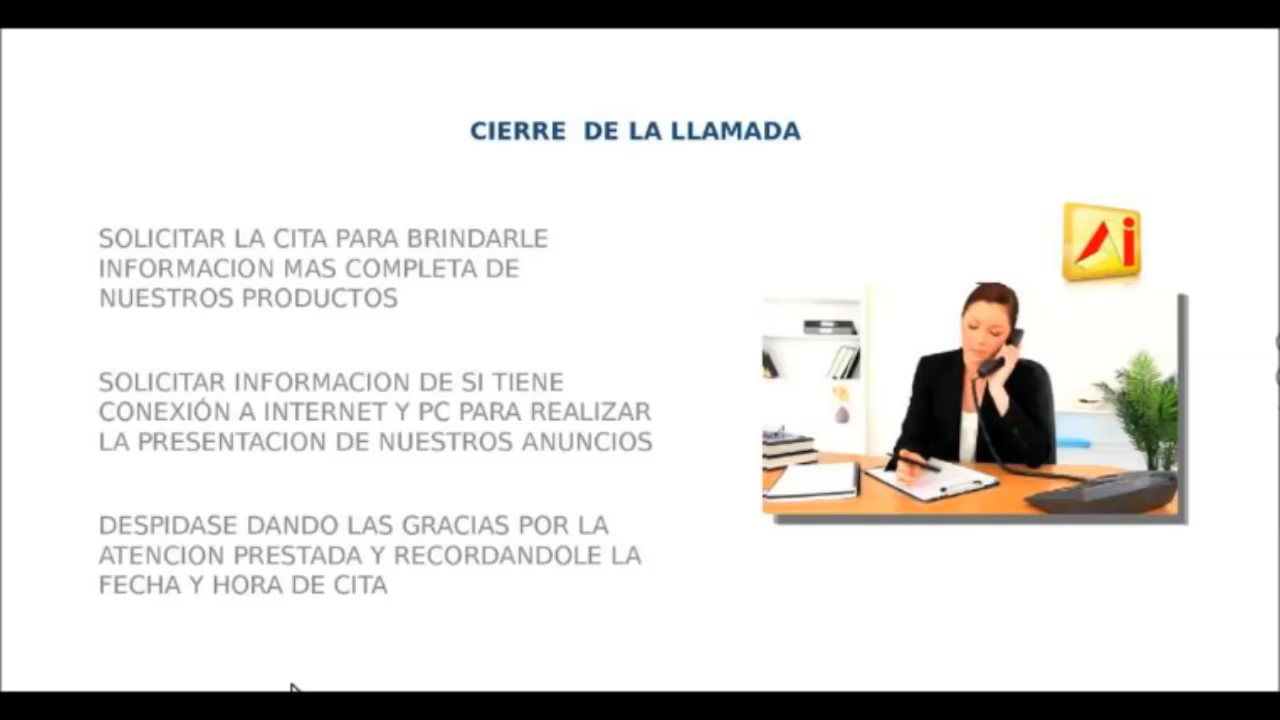 CIERRE  DE LA LLAMADA
Ai
SOLICITAR LA CITA PARA BRINDARLE
INFORMACION MAS COMPLETA DE
NUESTROS PRODUCTOS
SOLICITAR INFORMACION DE SI TIENE
CONEXIÓN A INTERNET Y PC PARA REALIZAR
LA PRESENTACION DE NUESTROS ANUNCIOS
DESPIDASE DANDO LAS GRACIAS POR LA
ATENCION PRESTADA Y RECORDANDOLE LA
FECHA Y HORA DE CITA